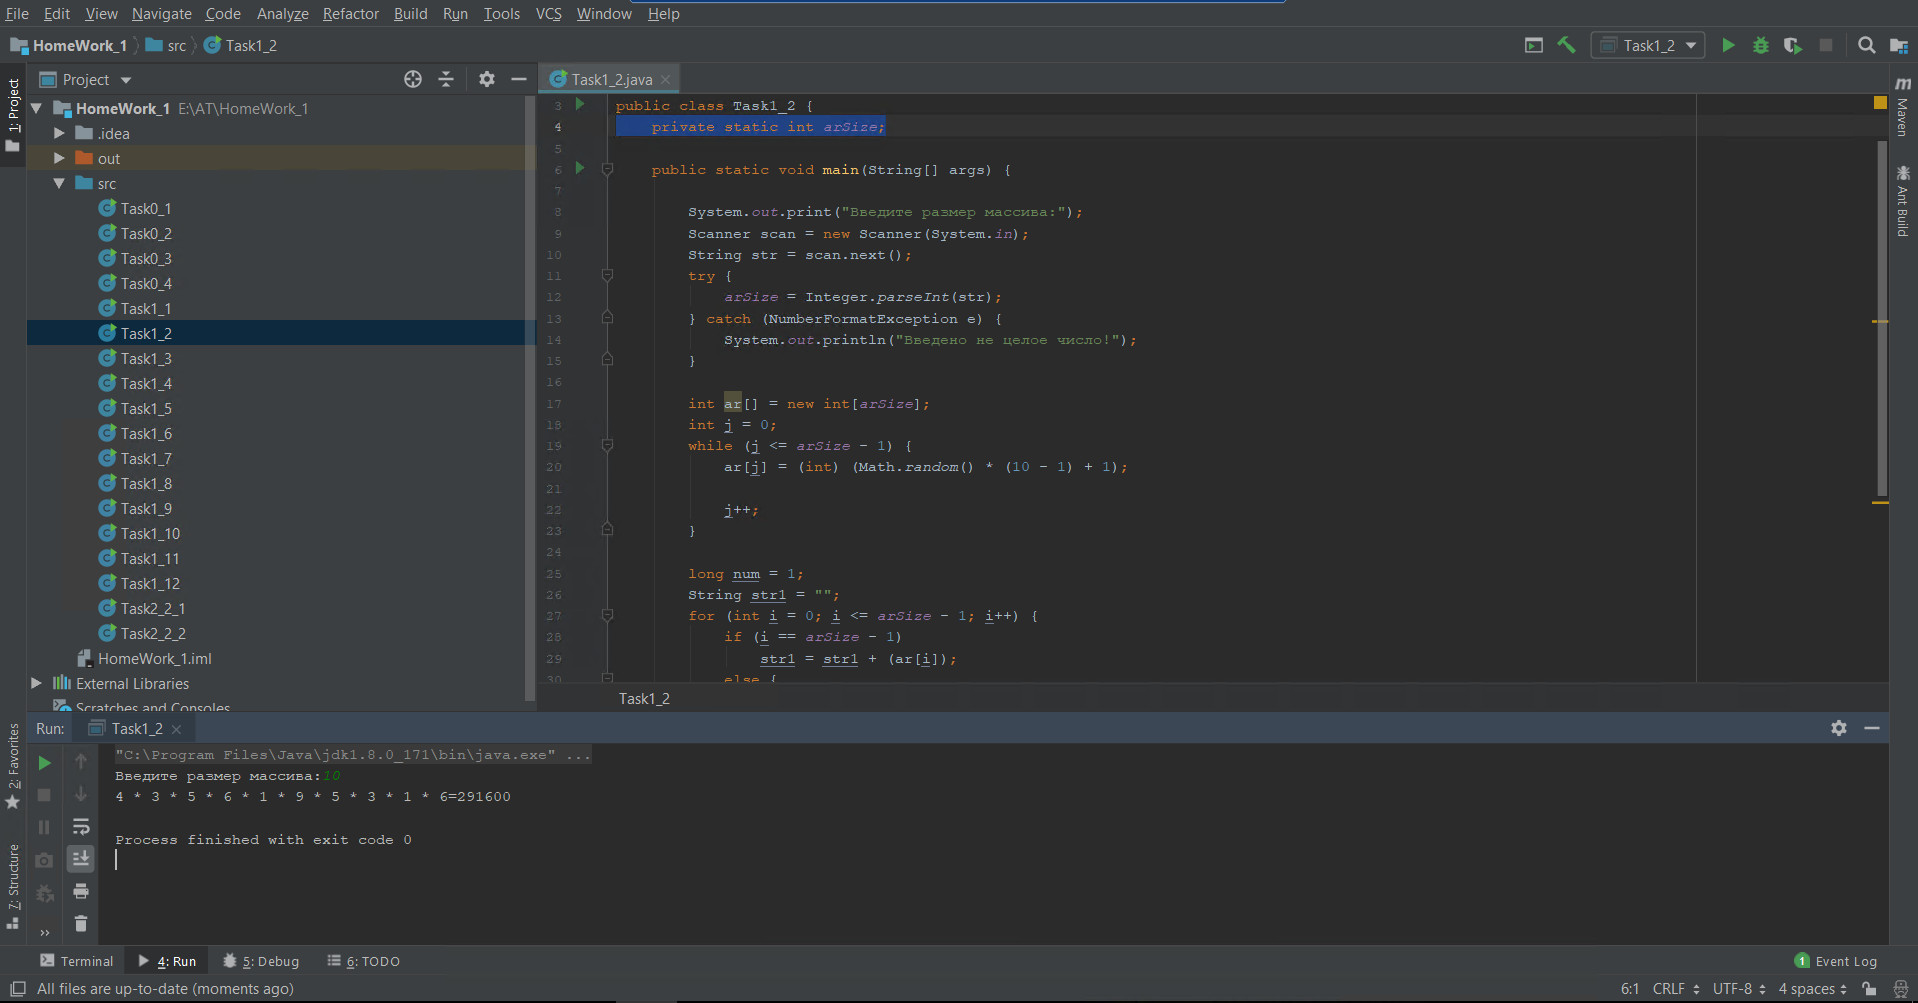 File Edit View Navigate Code Analyze Refactor Build Run Tools VCS Window Help
HomeWork_1 src Task1_2
Task1_2
1: Project
Project
HomeWork_1 E:\AT\HomeWork_1
.idea
out
src
Task0_1
Task0_2
Task0_3
Task0_4
Task1_1
Task1_2
Task1_3
Task1_4
Task1_5
Task1_6
Task1_7
Task1_8
Task1_9
Task1_10
Task1_11
Task1_12
Task2_2_1
Task2_2_2
HomeWork_1.iml
External Libraries
Scratches and Consoles
Task1_2.java
3 public class Task1_2 {
4 private static int arSize;
5
6 public static void main(String[] args) {
7
8 System.out.print("Введите размер массива:");
9 Scanner scan = new Scanner(System.in);
10 String str = scan.next();
11 try {
12 arSize = Integer.parseInt(str);
13 } catch (NumberFormatException e) {
14 System.out.println("Введено не целое число!");
15 }
16
17 int ar[] = new int[arSize];
18 int j = 0;
19 while (j <= arSize - 1) {
20 ar[j] = (int) (Math.random() * (10 - 1) + 1);
21
22 j++;
23 }
24
25 long num = 1;
26 String str1 = "";
27 for (int i = 0; i <= arSize - 1; i++) {
28 if (i == arSize - 1)
29 str1 = str1 + (ar[i]);
30 else {
Task1_2
Maven
Ant Build
2: Favorites
7: Structure
Run: Task1_2
"C:\Program Files\Java\jdk1.8.0_171\bin\java.exe" ...
Введите размер массива:10
4 * 3 * 5 * 6 * 1 * 9 * 5 * 3 * 1 * 6=291600
Process finished with exit code 0
Terminal 4: Run 5: Debug 6: TODO
1 Event Log
All files are up-to-date (moments ago)
6:1 CRLF UTF-8 4 spaces